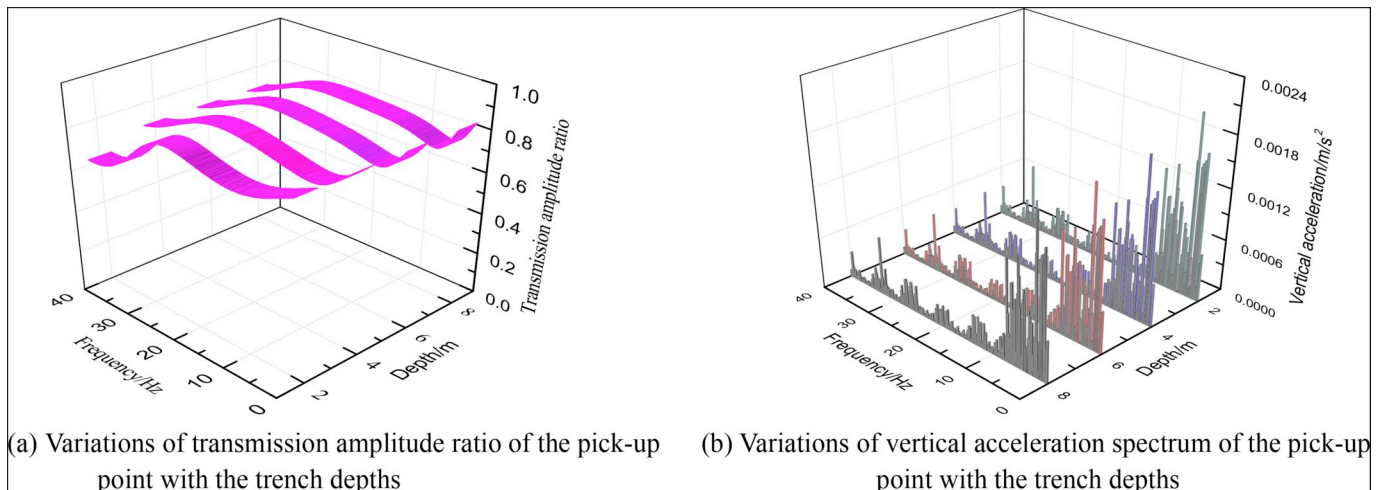 1.0
0.8
0.6
0.4
0.2
0.0
Transmission amplitude ratio
40
30
20
10
0
Frequency/Hz
2
4
6
8
Depth/m
(a) Variations of transmission amplitude ratio of the pick-up
point with the trench depths
0.0024
0.0018
0.0012
0.0006
0.0000
Vertical acceleration/m/s²
40
30
20
10
0
Frequency/Hz
8
6
4
2
Depth/m
(b) Variations of vertical acceleration spectrum of the pick-up
point with the trench depths